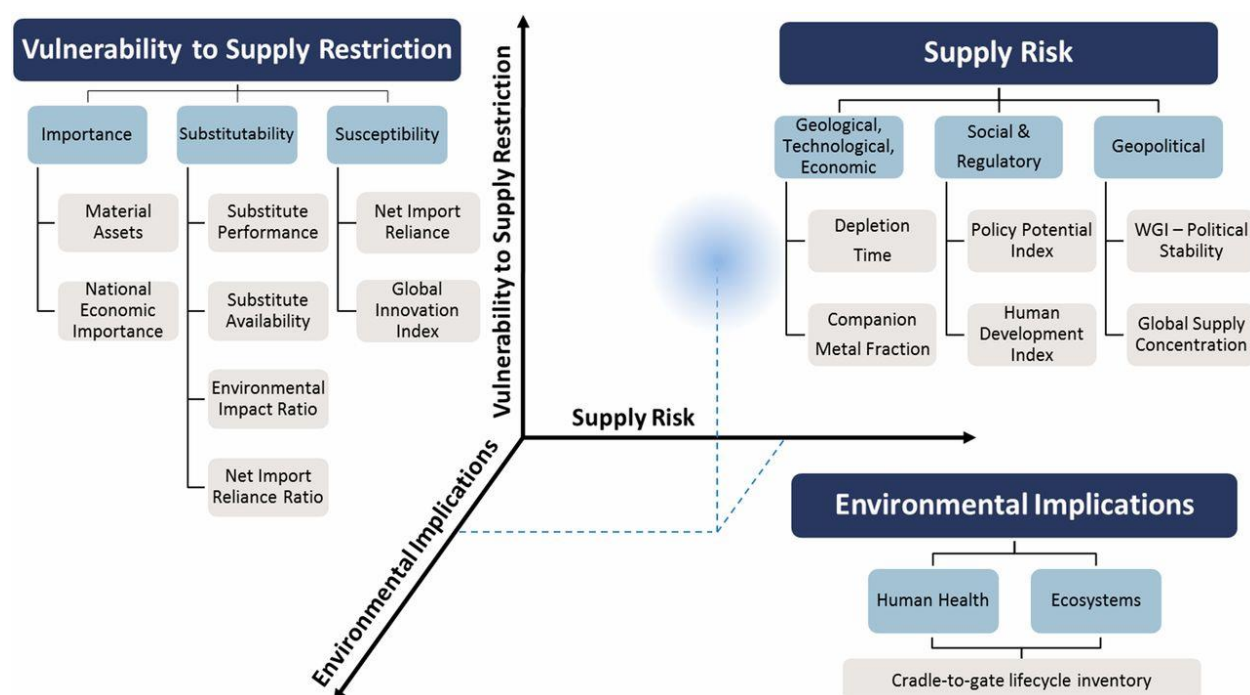 Vulnerability to Supply Restriction
Importance
Substitutability
Susceptibility
Material
Assets
National
Economic
Importance
Substitute
Performance
Substitute
Availability
Environmental
Impact Ratio
Net Import
Reliance Ratio
Net Import
Reliance
Global
Innovation
Index
Vulnerability to Supply Restriction
Supply Risk
Environmental Implications
Supply Risk
Geological,
Technological,
Economic
Social &
Regulatory
Geopolitical
Depletion
Time
Companion
Metal Fraction
Policy Potential
Index
Human
Development
Index
WGI – Political
Stability
Global Supply
Concentration
Environmental Implications
Human Health
Ecosystems
Cradle-to-gate lifecycle inventory